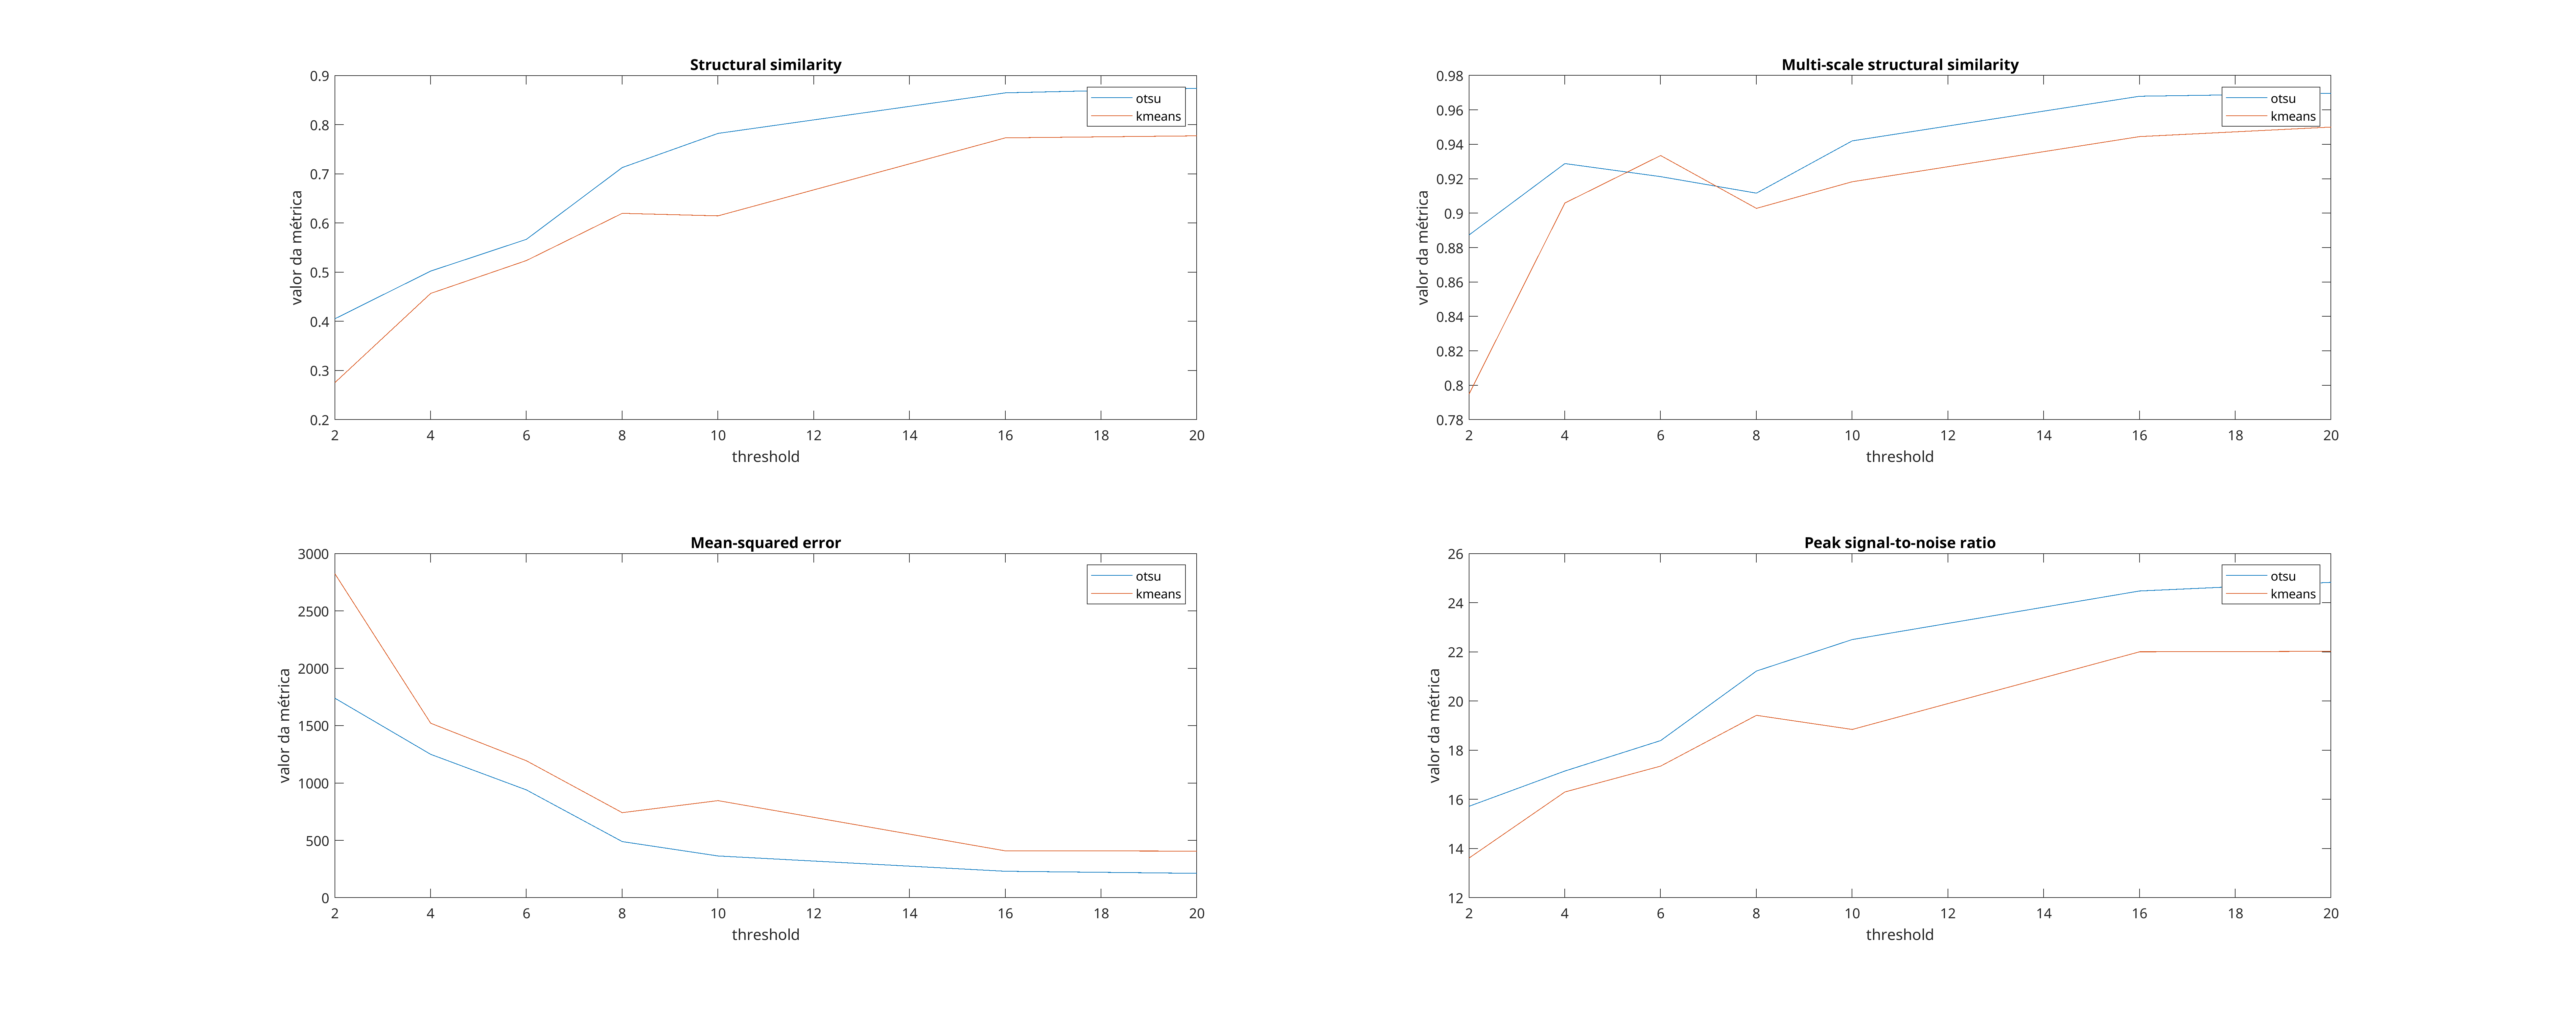 Structural similarity
0.9
0.8
0.7
0.6
0.5
0.4
0.3
0.2
valor da métrica
2 4 6 8 10 12 14 16 18 20
threshold
otsu
kmeans
Multi-scale structural similarity
0.98
0.96
0.94
0.92
0.9
0.88
0.86
0.84
0.82
0.8
0.78
valor da métrica
2 4 6 8 10 12 14 16 18 20
threshold
otsu
kmeans
Mean-squared error
3000
2500
2000
1500
1000
500
0
valor da métrica
2 4 6 8 10 12 14 16 18 20
threshold
otsu
kmeans
Peak signal-to-noise ratio
26
24
22
20
18
16
14
12
valor da métrica
2 4 6 8 10 12 14 16 18 20
threshold
otsu
kmeans